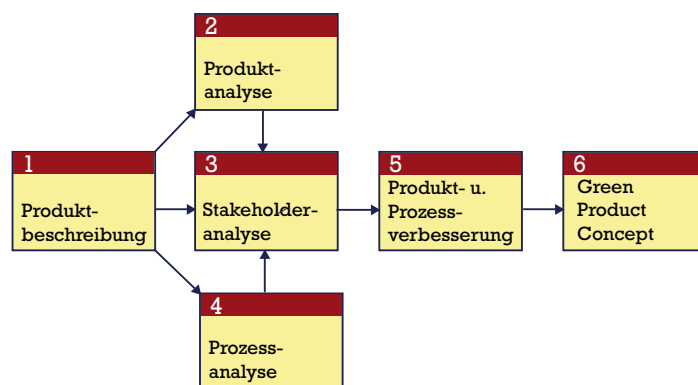 2
Produkt-
analyse
1
Produkt-
beschreibung
3
Stakeholder-
analyse
5
Produkt- u.
Prozess-
verbesserung
6
Green
Product
Concept
4
Prozess-
analyse